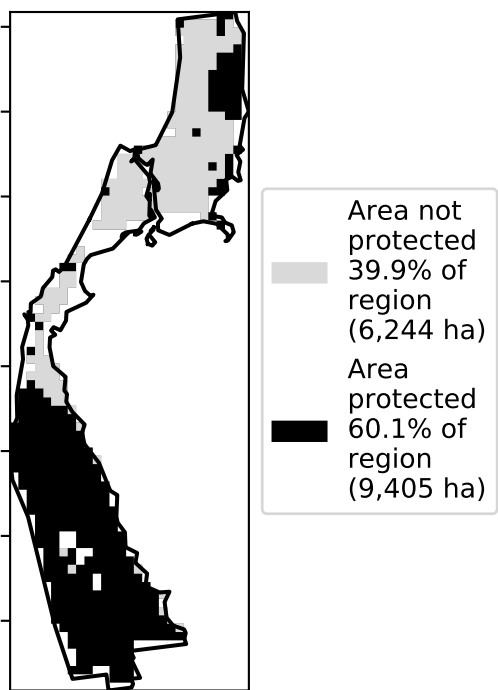 Area not
protected
39.9% of
region
(6,244 ha)
Area
protected
60.1% of
region
(9,405 ha)